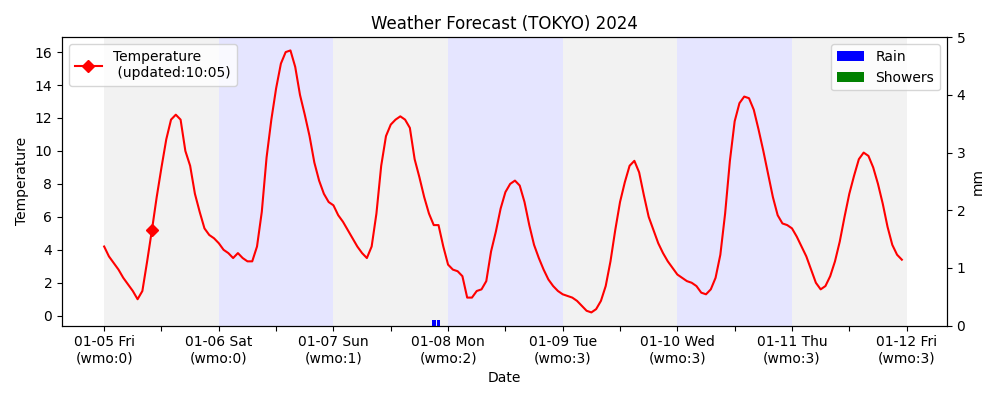 Weather Forecast (TOKYO) 2024
Temperature
(updated:10:05)
Rain
Showers
Temperature
16
14
12
10
8
6
4
2
0
5
4
3
2
1
0
mm
01-05 Fri
(wmo:0)
01-06 Sat
(wmo:0)
01-07 Sun
(wmo:1)
01-08 Mon
(wmo:2)
01-09 Tue
(wmo:3)
01-10 Wed
(wmo:3)
01-11 Thu
(wmo:3)
01-12 Fri
(wmo:3)
Date